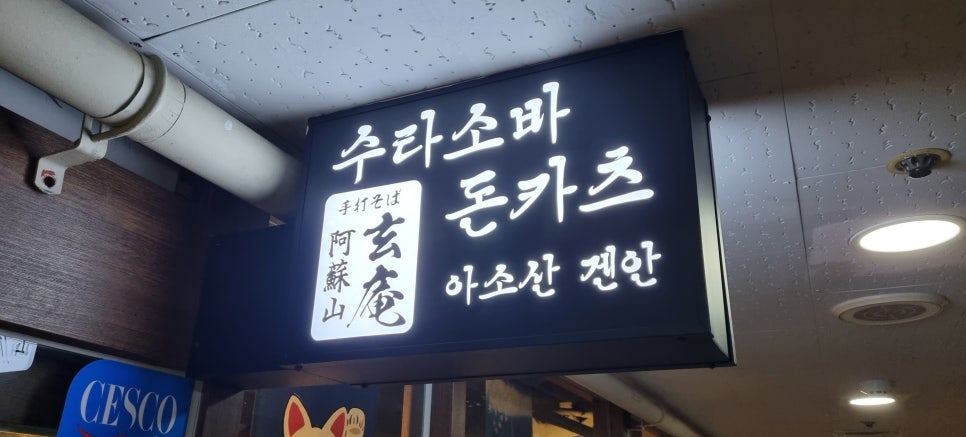 수타소바
돈카츠
手打そば
玄庵
阿蘇山
아소산 겐안
CESCO